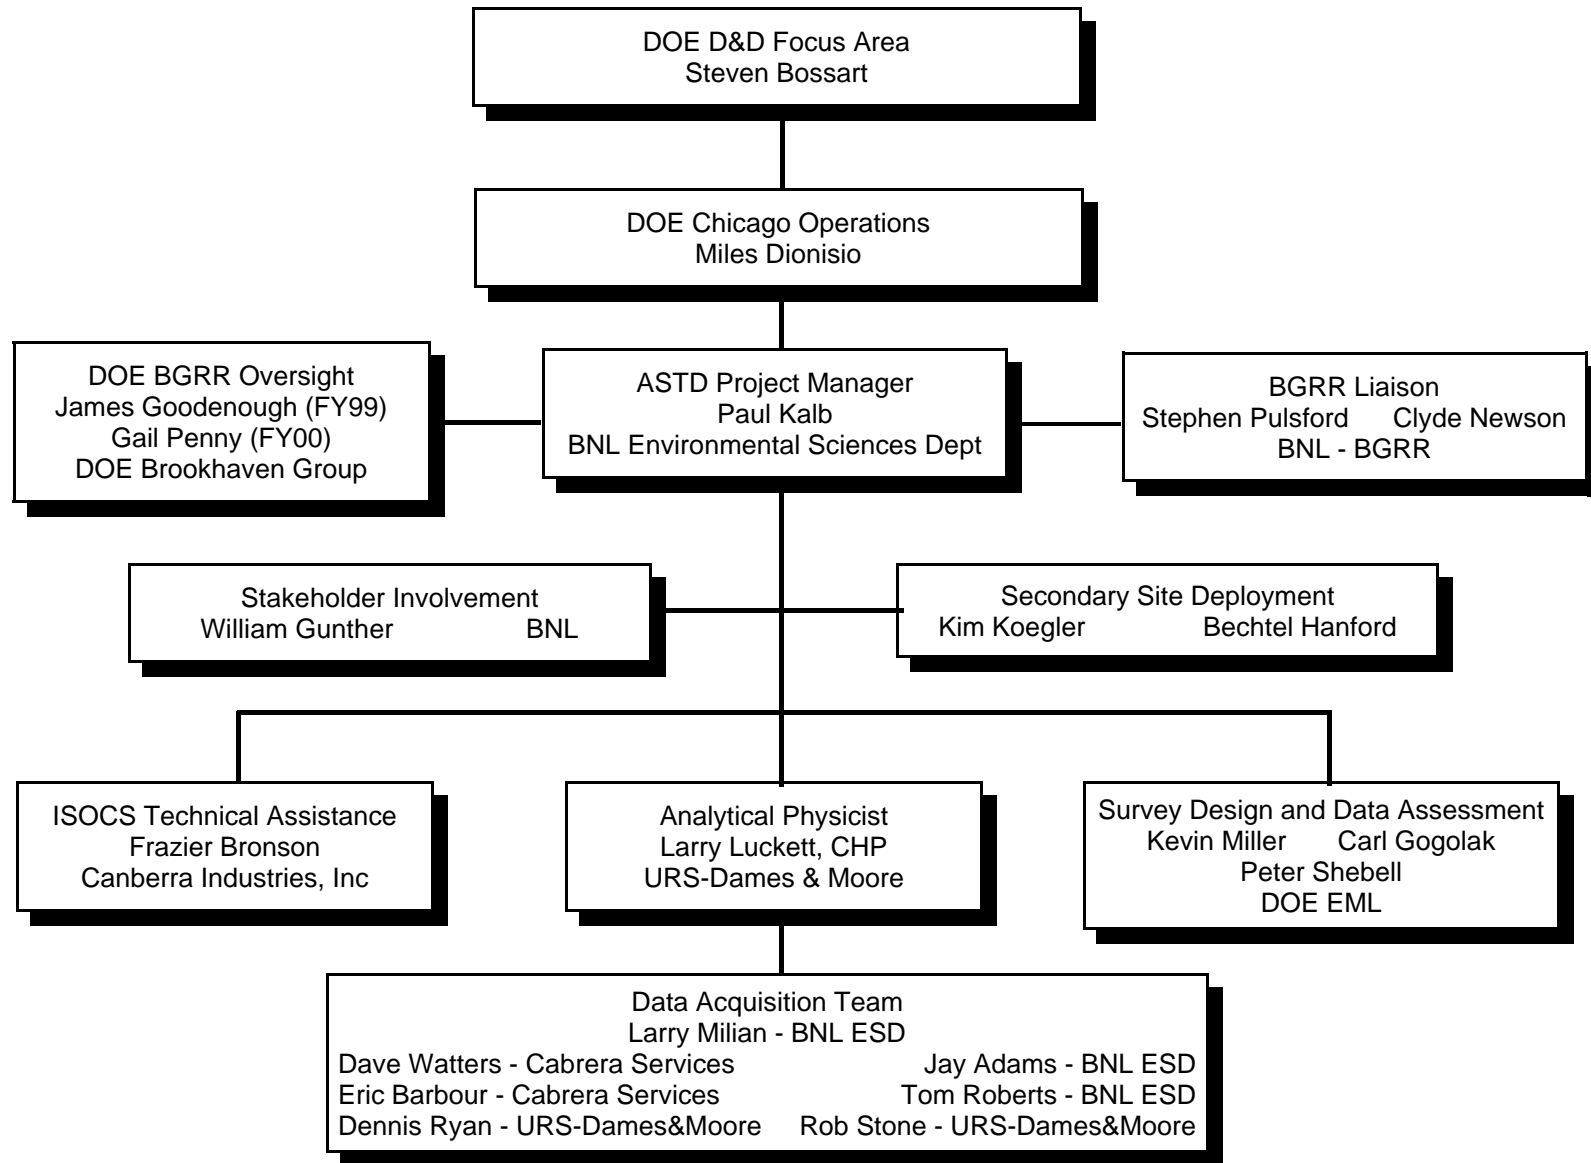 DOE D&D Focus Area
Steven Bossart
DOE Chicago Operations
Miles Dionisio
DOE BGRR Oversight
James Goodenough (FY99)
Gail Penny (FY00)
DOE Brookhaven Group
ASTD Project Manager
Paul Kalb
BNL Environmental Sciences Dept
BGRR Liaison
Stephen Pulsford Clyde Newson
BNL - BGRR
Stakeholder Involvement
William Gunther BNL
Secondary Site Deployment
Kim Koegler Bechtel Hanford
ISOCS Technical Assistance
Frazier Bronson
Canberra Industries, Inc
Analytical Physicist
Larry Luckett, CHP
URS-Dames & Moore
Survey Design and Data Assessment
Kevin Miller Carl Gogolak
Peter Shebell
DOE EML
Data Acquisition Team
Larry Milian - BNL ESD
Dave Watters - Cabrera Services Jay Adams - BNL ESD
Eric Barbour - Cabrera Services Tom Roberts - BNL ESD
Dennis Ryan - URS-Dames&Moore Rob Stone - URS-Dames&Moore